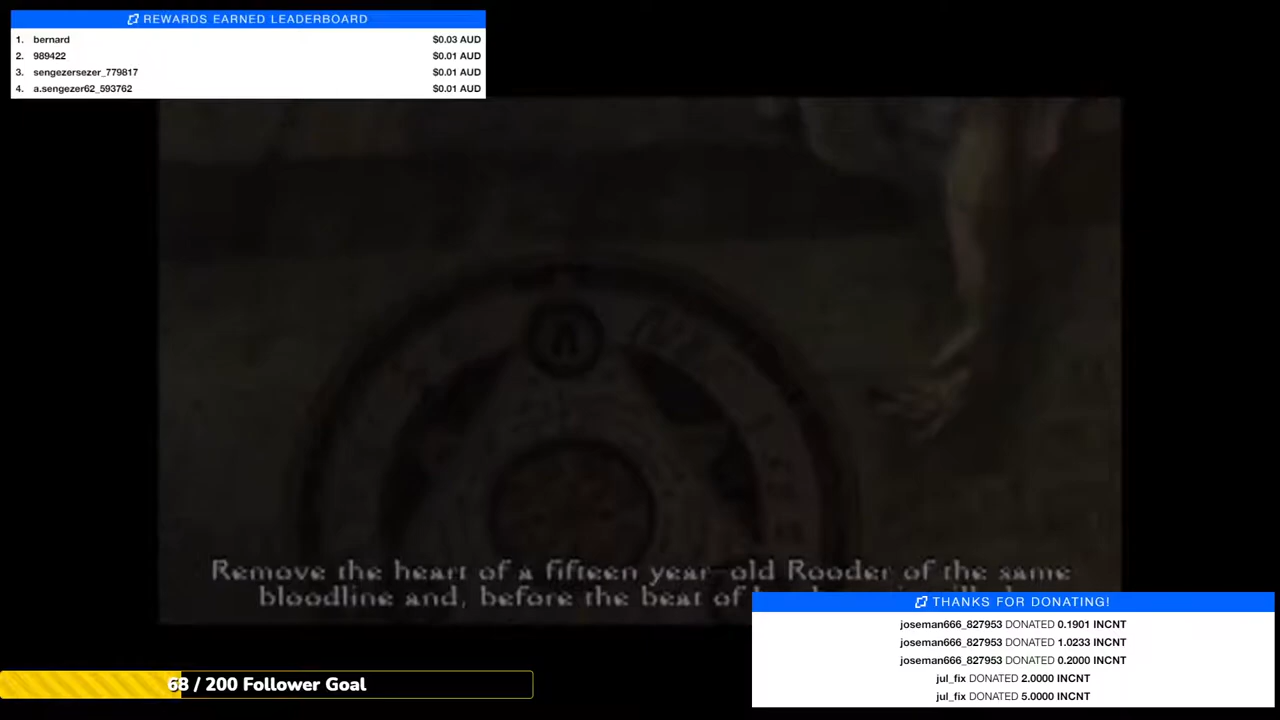 REWARDS EARNED LEADERBOARD
1. bernard $0.03 AUD
2. 989422 $0.01 AUD
3. sengezersezer_779817 $0.01 AUD
4. a.sengezer62_593762 $0.01 AUD
Remove the heart of a fifteen year-old Rooder of the same
bloodline and, before the beat of
THANKS FOR DONATING!
joseman666_827953 DONATED 0.1901 INCNT
joseman666_827953 DONATED 1.0233 INCNT
joseman666_827953 DONATED 0.2000 INCNT
jul_fix DONATED 2.0000 INCNT
jul_fix DONATED 5.0000 INCNT
68 / 200 Follower Goal